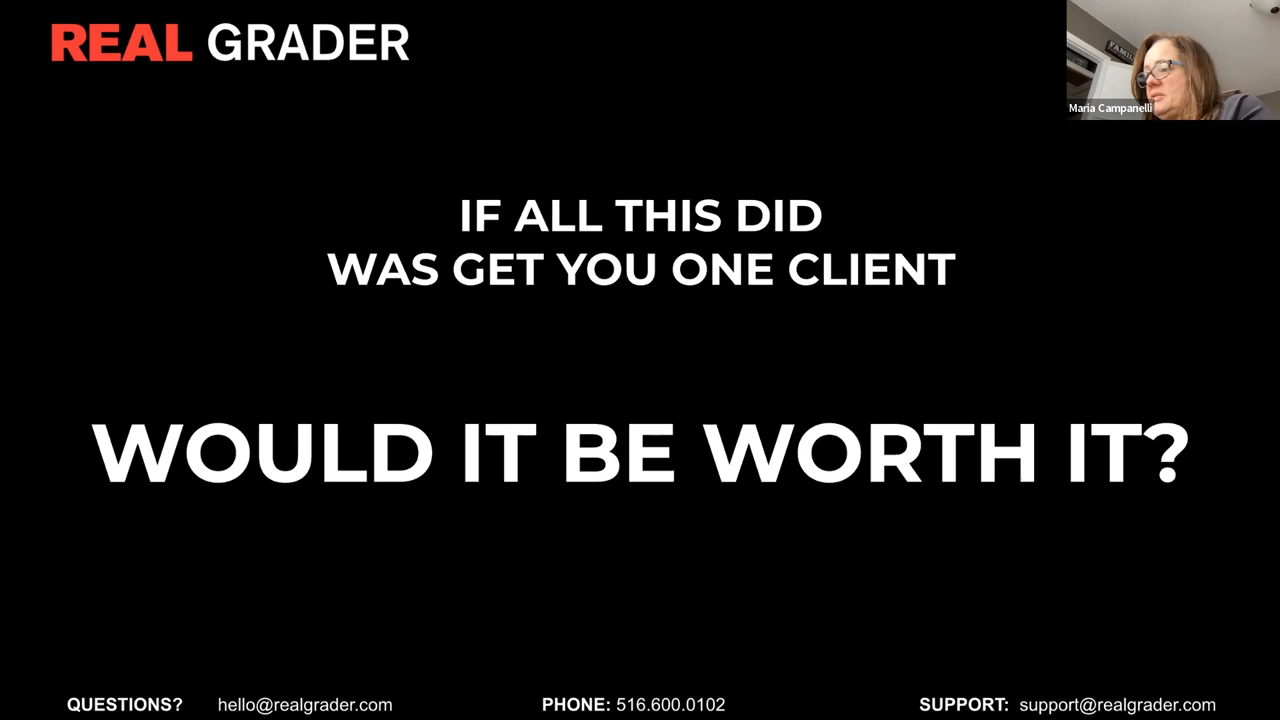 REAL GRADER
Maria Campanelli
IF ALL THIS DID
WAS GET YOU ONE CLIENT
WOULD IT BE WORTH IT?
QUESTIONS? hello@realgrader.com PHONE: 516.600.0102 SUPPORT: support@realgrader.com